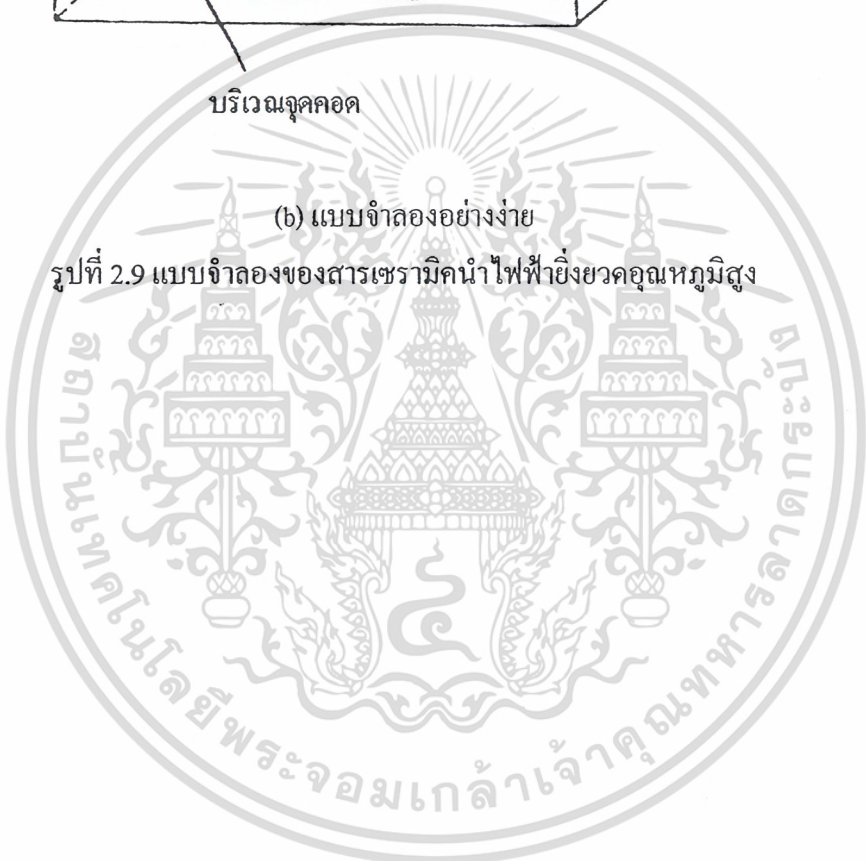 บริเวณจุดคอด
(b) แบบจำลองอย่างง่าย
รูปที่ 2.9 แบบจำลองของสารเซรามิคนำไฟฟ้ายิ่งยวดอุณหภูมิสูง
สถาบันเทคโนโลยีพระจอมเกล้าเจ้าคุณทหารลาดกระบัง